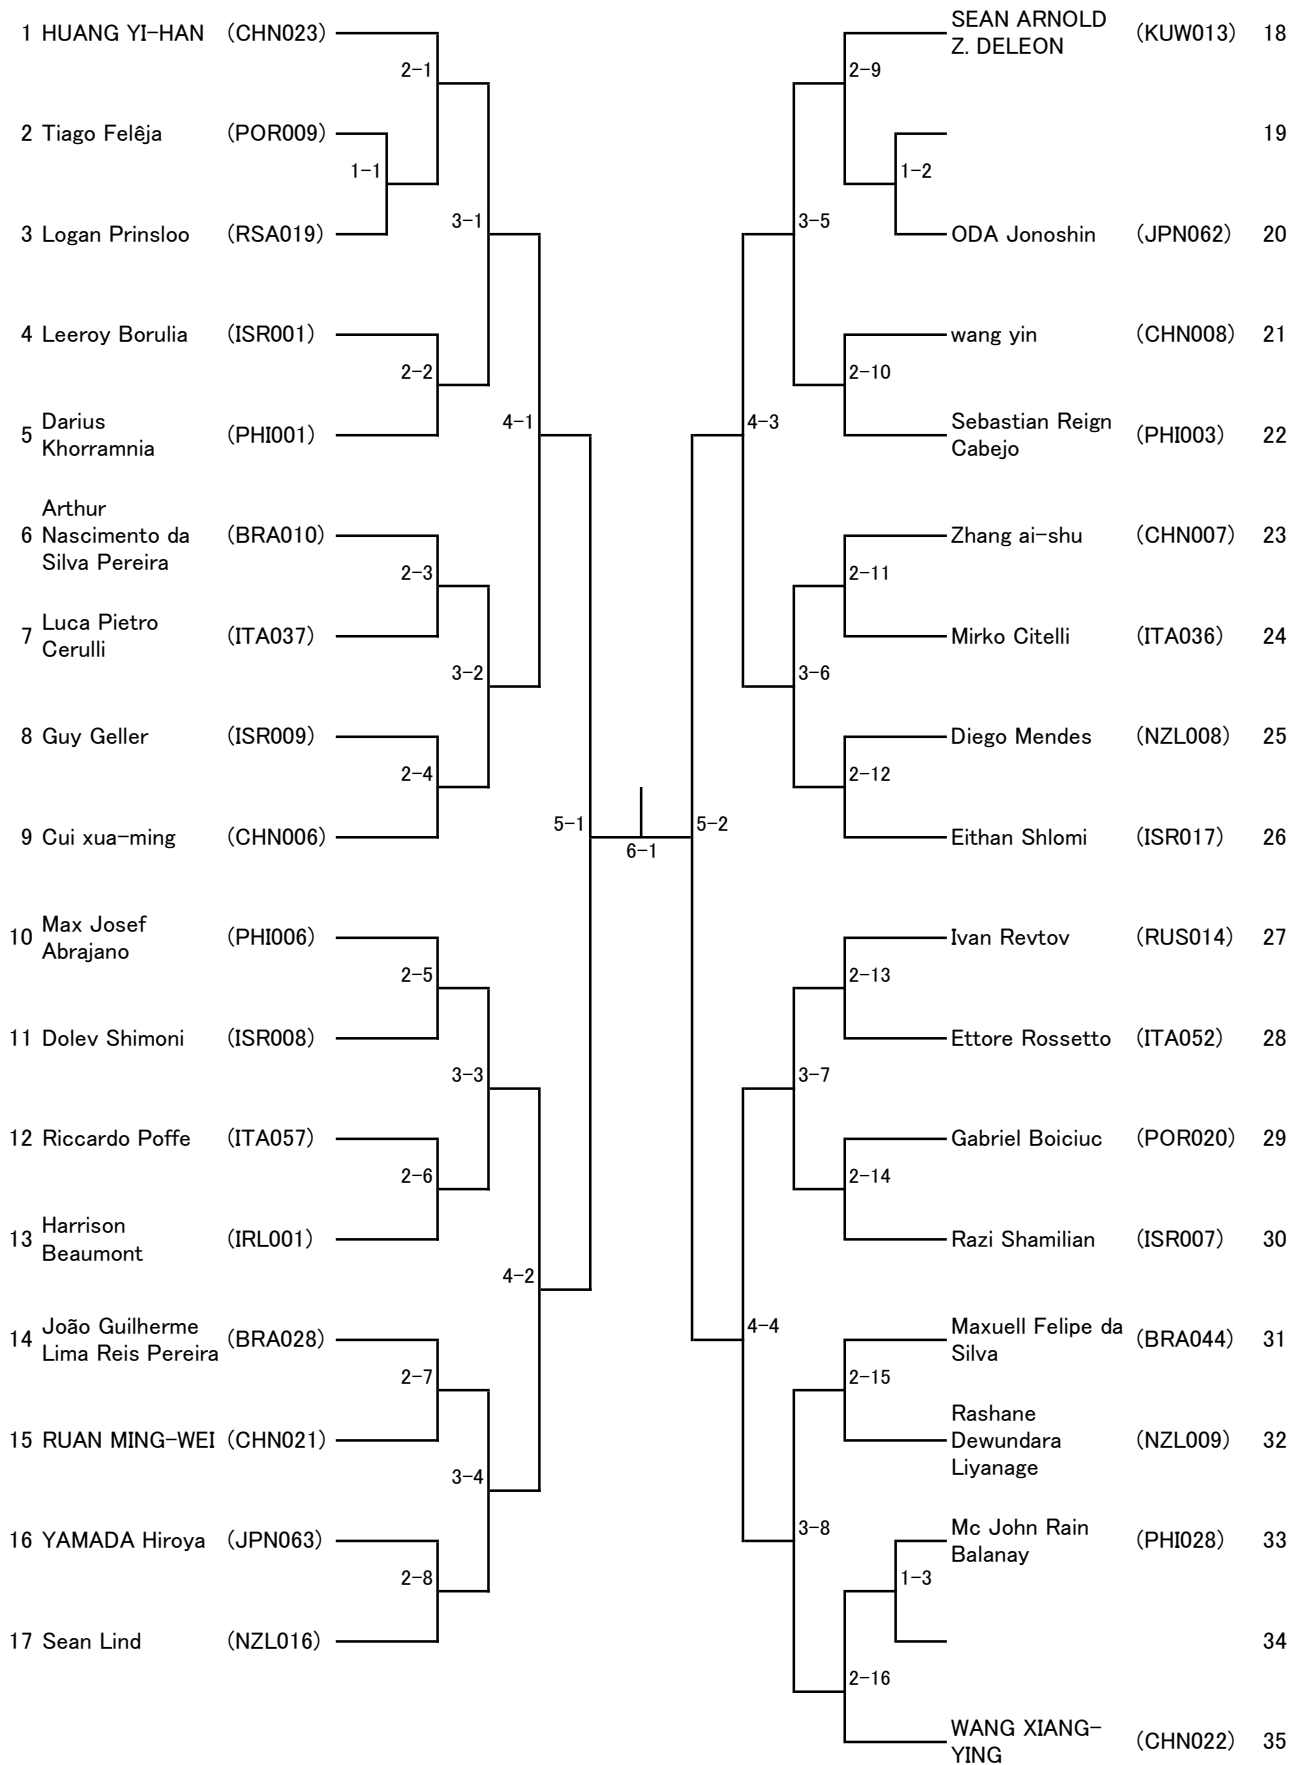 1 HUANG YI-HAN (CHN023)
2-1
2 Tiago Felêja (POR009)
1-1
3 Logan Prinsloo (RSA019)
3-1
4 Leeroy Borulia (ISR001)
2-2
5 Darius
Khorramnia (PHI001)
4-1
6 Arthur
Nascimento da
Silva Pereira (BRA010)
2-3
7 Luca Pietro
Cerulli (ITA037)
3-2
8 Guy Geller (ISR009)
2-4
9 Cui xua-ming (CHN006)
5-1
10 Max Josef
Abrajano (PHI006)
2-5
11 Dolev Shimoni (ISR008)
3-3
12 Riccardo Poffe (ITA057)
2-6
13 Harrison
Beaumont (IRL001)
4-2
14 João Guilherme
Lima Reis Pereira (BRA028)
2-7
15 RUAN MING-WEI (CHN021)
3-4
16 YAMADA Hiroya (JPN063)
2-8
17 Sean Lind (NZL016)
6-1
SEAN ARNOLD
Z. DELEON (KUW013) 18
2-9
19
1-2
ODA Jonoshin (JPN062) 20
3-5
wang yin (CHN008) 21
2-10
Sebastian Reign
Cabejo (PHI003) 22
4-3
Zhang ai-shu (CHN007) 23
2-11
Mirko Citelli (ITA036) 24
3-6
Diego Mendes (NZL008) 25
2-12
Eithan Shlomi (ISR017) 26
5-2
Ivan Revtov (RUS014) 27
2-13
Ettore Rossetto (ITA052) 28
3-7
Gabriel Boiciuc (POR020) 29
2-14
Razi Shamilian (ISR007) 30
4-4
Maxuell Felipe da
Silva (BRA044) 31
2-15
Rashane
Dewundara
Liyanage (NZL009) 32
3-8
Mc John Rain
Balanay (PHI028) 33
1-3
34
2-16
WANG XIANG-
YING (CHN022) 35